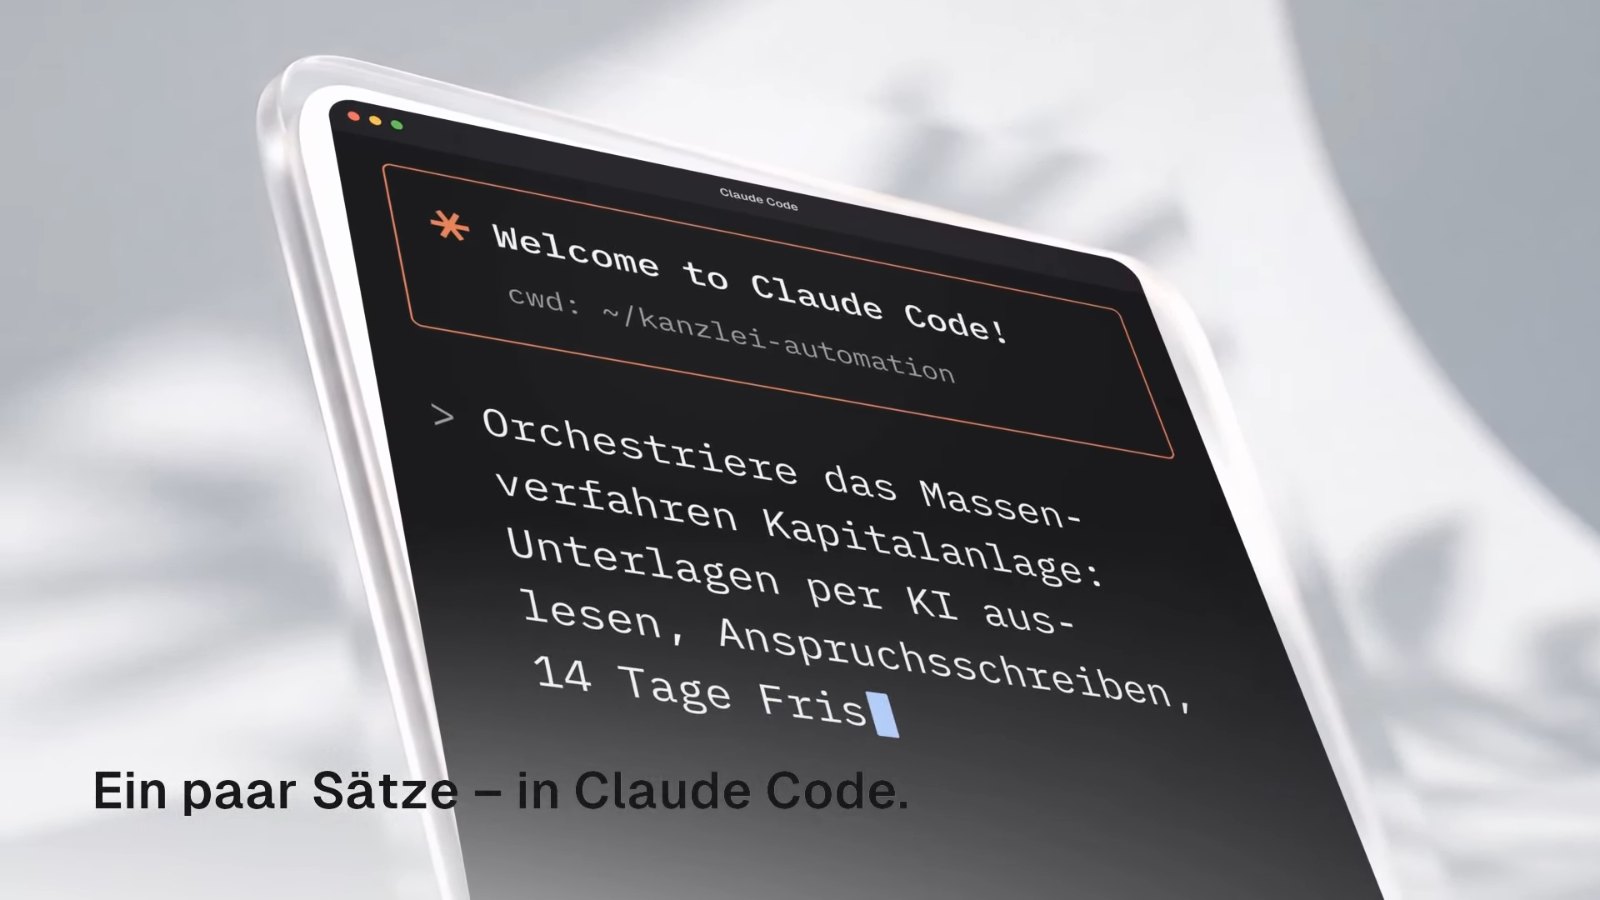 Claude Code
Welcome to Claude Code!
cwd: ~/kanzlei-automation
> Orchestriere das Massen-
verfahren Kapitalanlage:
Unterlagen per KI aus-
lesen, Anspruchsschreiben,
14 Tage Fris
Ein paar Sätze – in Claude Code.